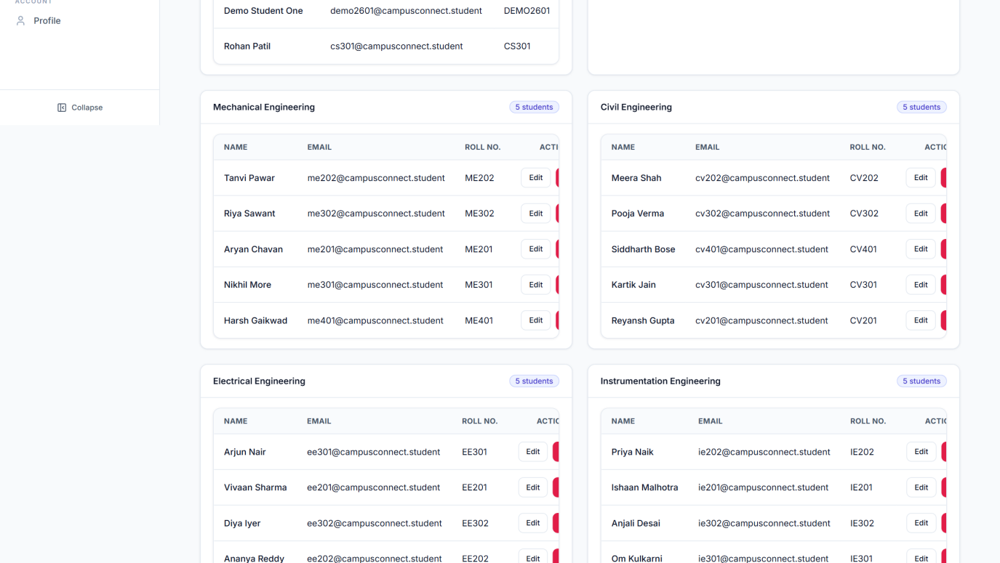 ACCOUNT
Profile
Collapse
Demo Student One demo2601@campusconnect.student DEMO2601
Rohan Patil cs301@campusconnect.student CS301
Mechanical Engineering 5 students
NAME EMAIL ROLL NO. ACTI
Tanvi Pawar me202@campusconnect.student ME202 Edit
Riya Sawant me302@campusconnect.student ME302 Edit
Aryan Chavan me201@campusconnect.student ME201 Edit
Nikhil More me301@campusconnect.student ME301 Edit
Harsh Gaikwad me401@campusconnect.student ME401 Edit
Civil Engineering 5 students
NAME EMAIL ROLL NO. ACTIO
Meera Shah cv202@campusconnect.student CV202 Edit
Pooja Verma cv302@campusconnect.student CV302 Edit
Siddharth Bose cv401@campusconnect.student CV401 Edit
Kartik Jain cv301@campusconnect.student CV301 Edit
Reyansh Gupta cv201@campusconnect.student CV201 Edit
Electrical Engineering 5 students
NAME EMAIL ROLL NO. ACTIO
Arjun Nair ee301@campusconnect.student EE301 Edit
Vivaan Sharma ee201@campusconnect.student EE201 Edit
Diya Iyer ee302@campusconnect.student EE302 Edit
Ananya Reddy ee202@campusconnect.student EE202 Edit
Instrumentation Engineering 5 students
NAME EMAIL ROLL NO. ACTIO
Priya Naik ie202@campusconnect.student IE202 Edit
Ishaan Malhotra ie201@campusconnect.student IE201 Edit
Anjali Desai ie302@campusconnect.student IE302 Edit
Om Kulkarni ie301@campusconnect.student IE301 Edit